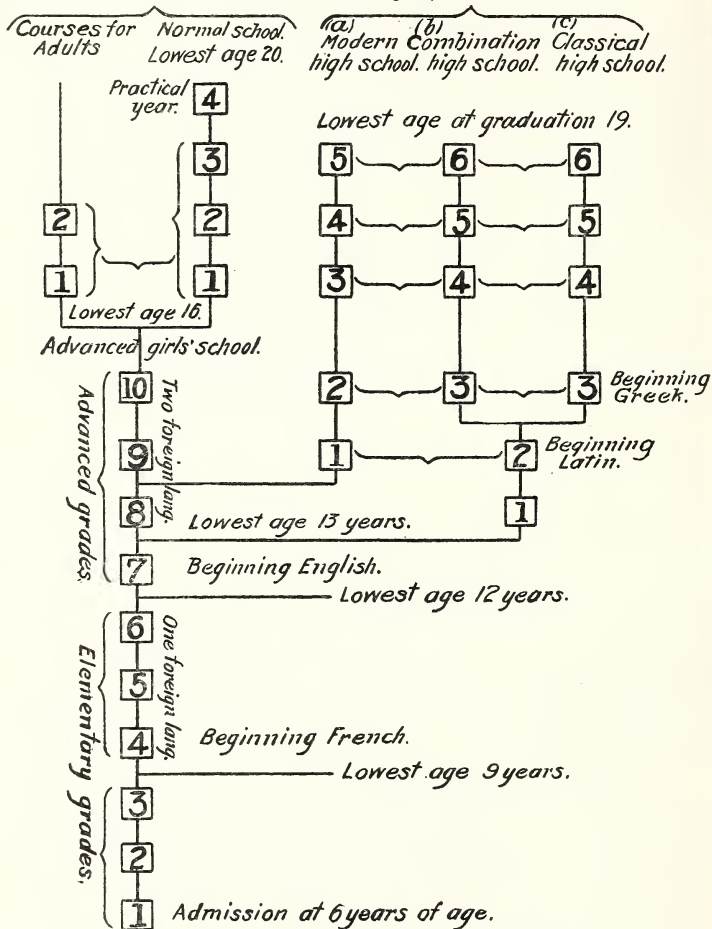 Courses for Adults
Normal school. Lowest age 20.
(a) Modern high school.
(b) Combination high school.
(c) Classical high school.
Practical year.
4
Lowest age at graduation 19.
3
5
6
6
2
2
4
5
5
1
1
3
4
4
Lowest age 16.
Advanced girls' school.
10
2
3
3
Beginning Greek.
Advanced grades.
Two foreign lang.
9
1
2
Beginning Latin.
8
Lowest age 13 years.
1
7
Beginning English.
Lowest age 12 years.
6
Elementary grades,
One foreign lang.
5
4
Beginning French.
Lowest age 9 years.
3
2
1
Admission at 6 years of age.